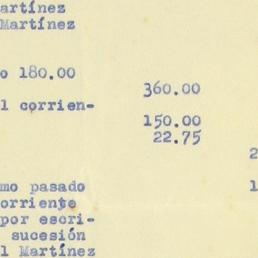 artínez
Martínez
o 180.00
360.00
l corrien-
150.00
22.75
2
mo pasado 1
orriente
por escri-
sucesión
l Martínez